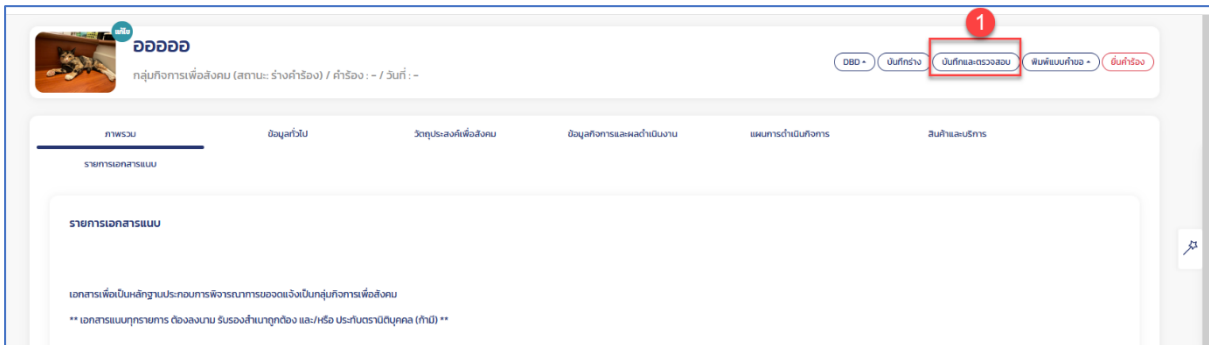 1
แก้ไข
ออออออ
กลุ่มกิจการเพื่อสังคม (สถานะ: ร่างคำร้อง) / คำร้อง : - / วันที่ : -
DBD บันทึกร่าง บันทึกและตรวจสอบ พิมพ์แบบคำขอ ยื่นคำร้อง
ภาพรวม ข้อมูลทั่วไป วัตถุประสงค์เพื่อสังคม ข้อมูลกิจการและผลดำเนินงาน แผนการดำเนินกิจการ สินค้าและบริการ
รายการเอกสารแนบ
รายการเอกสารแนบ
เอกสารเพื่อเป็นหลักฐานประกอบการพิจารณาการขอจดแจ้งเป็นกลุ่มกิจการเพื่อสังคม
** เอกสารแนบทุกรายการ ต้องลงนาม รับรองสำเนาถูกต้อง และ/หรือ ประทับตรานิติบุคคล (ถ้ามี) **